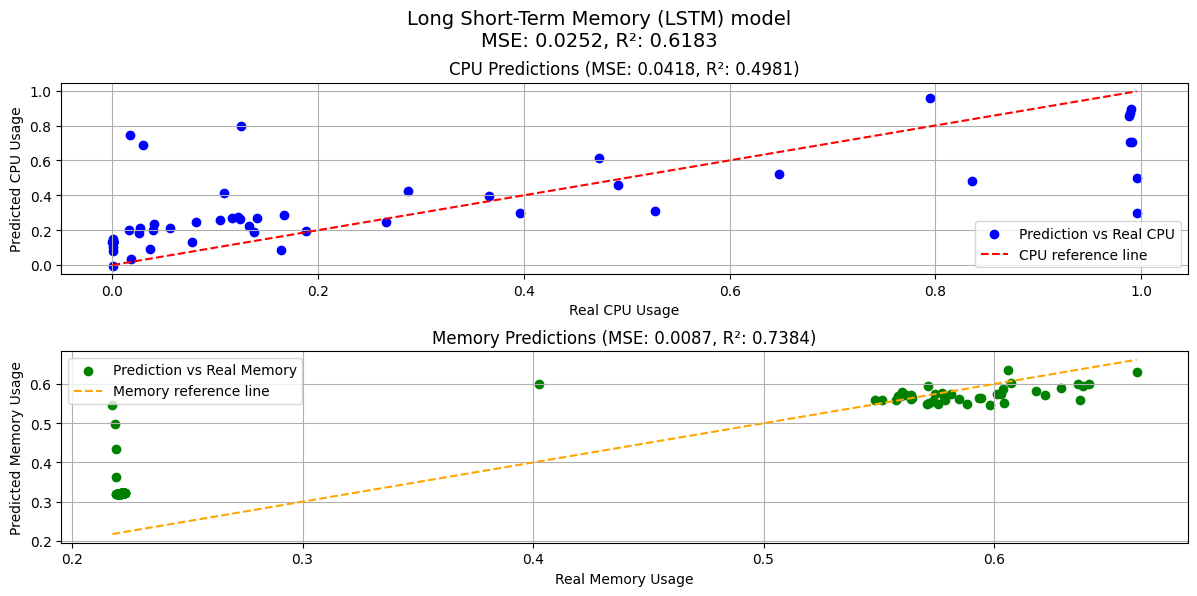 Long Short-Term Memory (LSTM) model
MSE: 0.0252, R²: 0.6183
CPU Predictions (MSE: 0.0418, R²: 0.4981)
Predicted CPU Usage
1.0
0.8
0.6
0.4
0.2
0.0
Prediction vs Real CPU
CPU reference line
0.0 0.2 0.4 0.6 0.8 1.0
Real CPU Usage
Memory Predictions (MSE: 0.0087, R²: 0.7384)
Predicted Memory Usage
Prediction vs Real Memory
Memory reference line
0.6
0.5
0.4
0.3
0.2
0.2 0.3 0.4 0.5 0.6
Real Memory Usage